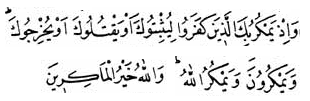 وَاِذْ يَمْكُرُ بِكَ الَّذ۪ينَ كَفَرُوا لِيُثْبِتُوكَ اَوْ يَقْتُلُوكَ اَوْ يُخْرِجُوكَۜ
وَيَمْكُرُونَ وَيَمْكُرُ اللّٰهُۜ وَاللّٰهُ خَيْرُ الْمَاكِر۪ينَ